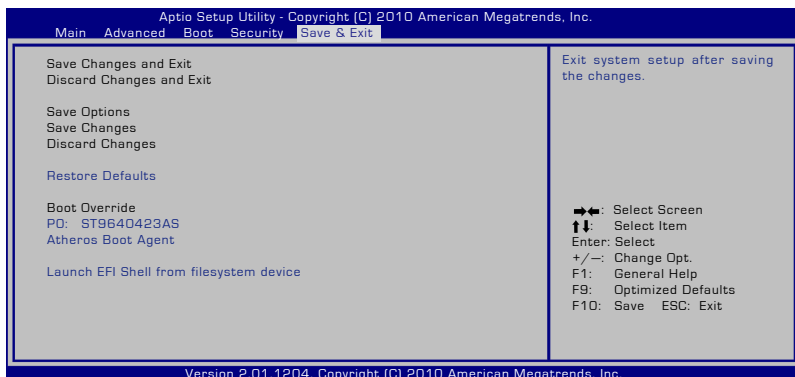 Aptio Setup Utility - Copyright (C) 2010 American Megatrends, Inc.
Main Advanced Boot Security Save & Exit
Save Changes and Exit
Discard Changes and Exit
Save Options
Save Changes
Discard Changes
Restore Defaults
Boot Override
P0: ST9640423AS
Atheros Boot Agent
Launch EFI Shell from filesystem device
Exit system setup after saving
the changes.
→←: Select Screen
↑↓: Select Item
Enter: Select
+/—: Change Opt.
F1: General Help
F9: Optimized Defaults
F10: Save ESC: Exit
Version 2.01.1204. Copyright (C) 2010 American Megatrends, Inc.